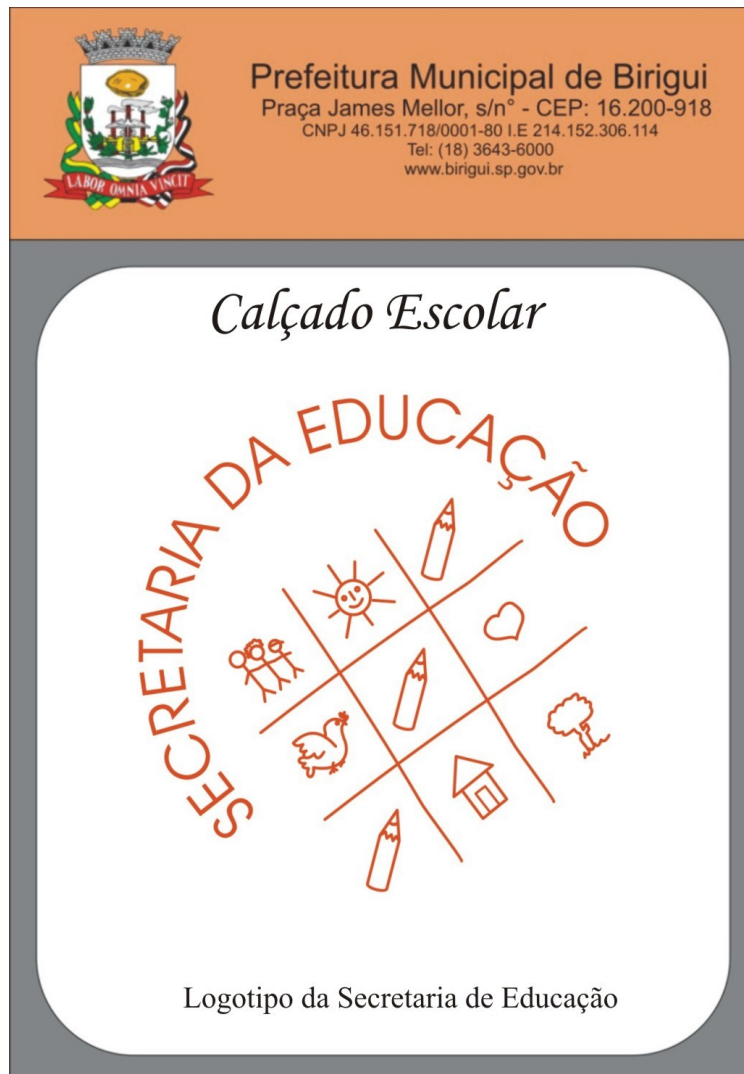 Prefeitura Municipal de Birigui
Praça James Mellor, s/n° - CEP: 16.200-918
CNPJ 46.151.718/0001-80 I.E 214.152.306.114
Tel: (18) 3643-6000
www.birigui.sp.gov.br
LABOR OMNIA VINCIT
Calçado Escolar
SECRETARIA DA EDUCAÇÃO
Logotipo da Secretaria de Educação